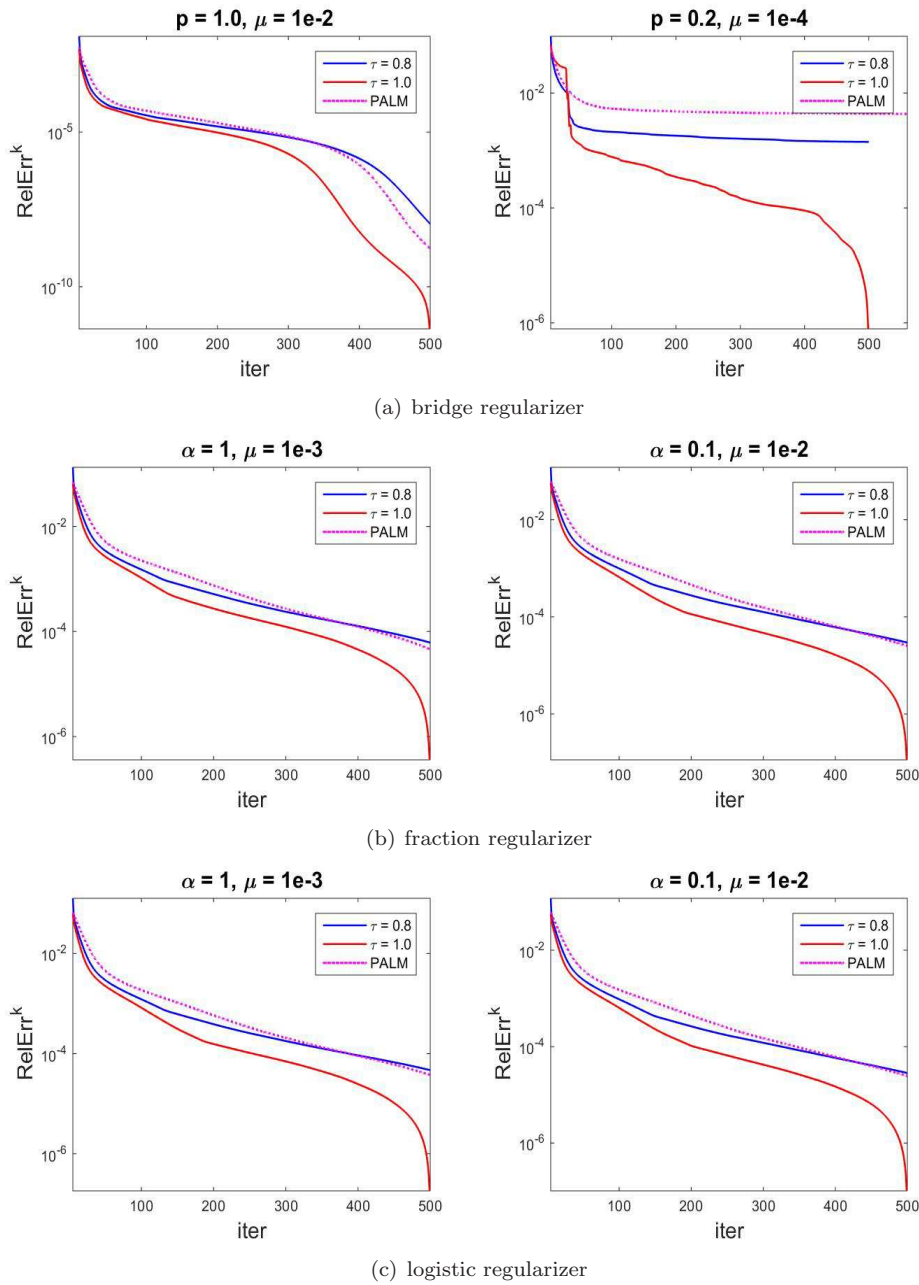 p = 1.0, μ = 1e-2
RelErr^k
10^-5
10^-10
τ = 0.8
τ = 1.0
PALM
100 200 300 400 500
iter
p = 0.2, μ = 1e-4
RelErr^k
10^-2
10^-4
10^-6
τ = 0.8
τ = 1.0
PALM
100 200 300 400 500
iter
(a) bridge regularizer
α = 1, μ = 1e-3
RelErr^k
10^-2
10^-4
10^-6
τ = 0.8
τ = 1.0
PALM
100 200 300 400 500
iter
α = 0.1, μ = 1e-2
RelErr^k
10^-2
10^-4
10^-6
τ = 0.8
τ = 1.0
PALM
100 200 300 400 500
iter
(b) fraction regularizer
α = 1, μ = 1e-3
RelErr^k
10^-2
10^-4
10^-6
τ = 0.8
τ = 1.0
PALM
100 200 300 400 500
iter
α = 0.1, μ = 1e-2
RelErr^k
10^-2
10^-4
10^-6
τ = 0.8
τ = 1.0
PALM
100 200 300 400 500
iter
(c) logistic regularizer